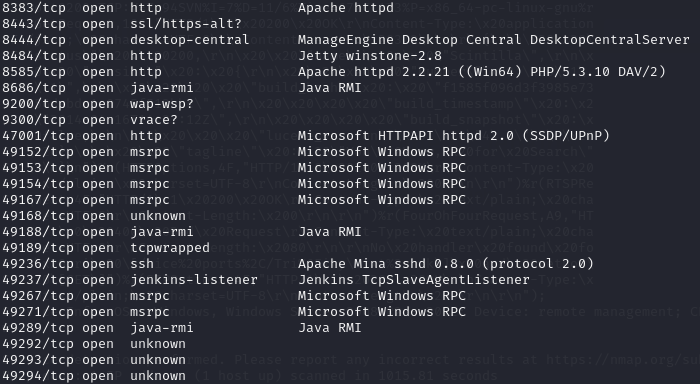 8383/tcp open http Apache httpd
8443/tcp open ssl/https-alt?
8444/tcp open desktop-central ManageEngine Desktop Central DesktopCentralServer
8484/tcp open http Jetty winstone-2.8
8585/tcp open http Apache httpd 2.2.21 ((Win64) PHP/5.3.10 DAV/2)
8686/tcp open java-rmi Java RMI
9200/tcp open wap-wsp?
9300/tcp open vrace?
47001/tcp open http Microsoft HTTPAPI httpd 2.0 (SSDP/UPnP)
49152/tcp open msrpc Microsoft Windows RPC
49153/tcp open msrpc Microsoft Windows RPC
49154/tcp open msrpc Microsoft Windows RPC
49167/tcp open msrpc Microsoft Windows RPC
49168/tcp open unknown
49188/tcp open java-rmi Java RMI
49189/tcp open tcpwrapped
49236/tcp open ssh Apache Mina sshd 0.8.0 (protocol 2.0)
49237/tcp open jenkins-listener Jenkins TcpSlaveAgentListener
49267/tcp open msrpc Microsoft Windows RPC
49271/tcp open msrpc Microsoft Windows RPC
49289/tcp open java-rmi Java RMI
49292/tcp open unknown
49293/tcp open unknown
49294/tcp open unknown